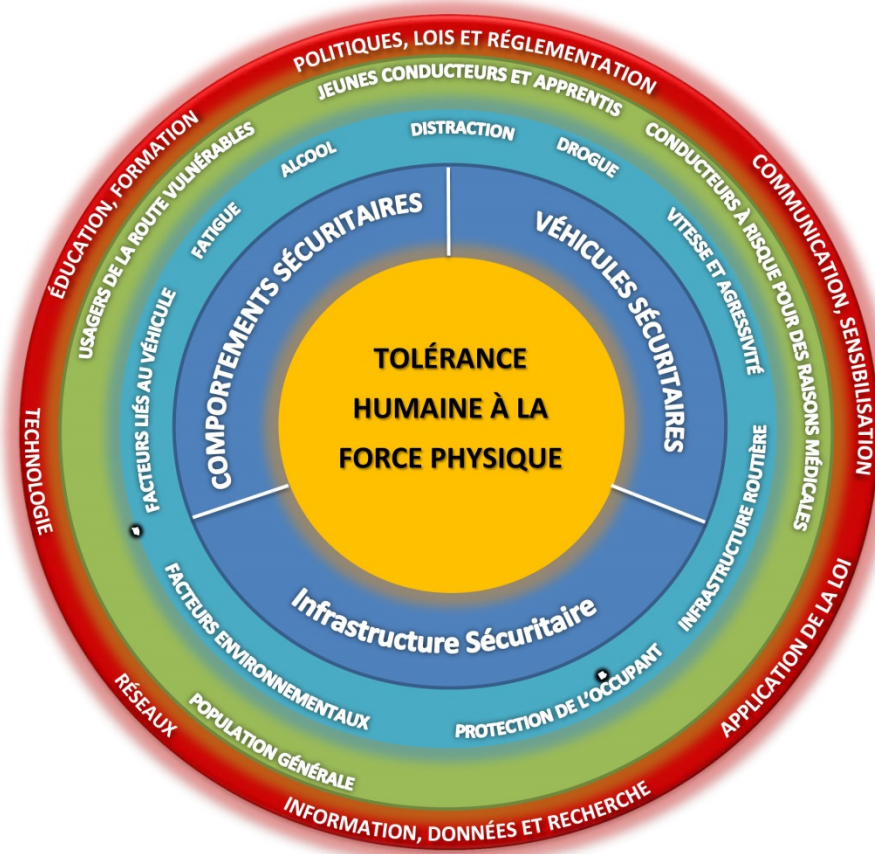 POLITIQUES, LOIS ET RÉGLEMENTATION
COMMUNICATION, SENSIBILISATION
APPLICATION DE LA LOI
INFORMATION, DONNÉES ET RECHERCHE
RÉSEAUX
TECHNOLOGIE
ÉDUCATION, FORMATION
JEUNES CONDUCTEURS ET APPRENTIS
CONDUCTEURS À RISQUE POUR DES RAISONS MÉDICALES
POPULATION GÉNÉRALE
USAGERS DE LA ROUTE VULNÉRABLES
DISTRACTION
DROGUE
VITESSE ET AGRESSIVITÉ
INFRASTRUCTURE ROUTIÈRE
PROTECTION DE L'OCCUPANT
FACTEURS ENVIRONNEMENTAUX
FACTEURS LIÉS AU VÉHICULE
FATIGUE
ALCOOL
COMPORTEMENTS SÉCURITAIRES
VÉHICULES SÉCURITAIRES
Infrastructure Sécuritaire
TOLÉRANCE
HUMAINE À LA
FORCE PHYSIQUE